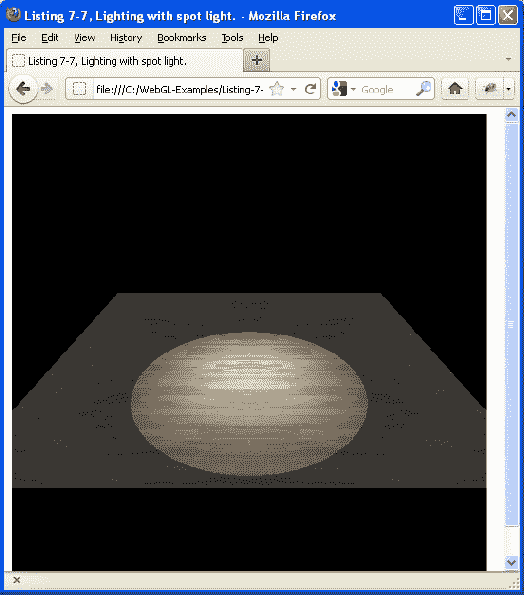 Listing 7-7, Lighting with spot light. - Mozilla Firefox
File Edit View History Bookmarks Tools Help
Listing 7-7, Lighting with spot light.
file:///C:/WebGL-Examples/Listing-7- Google